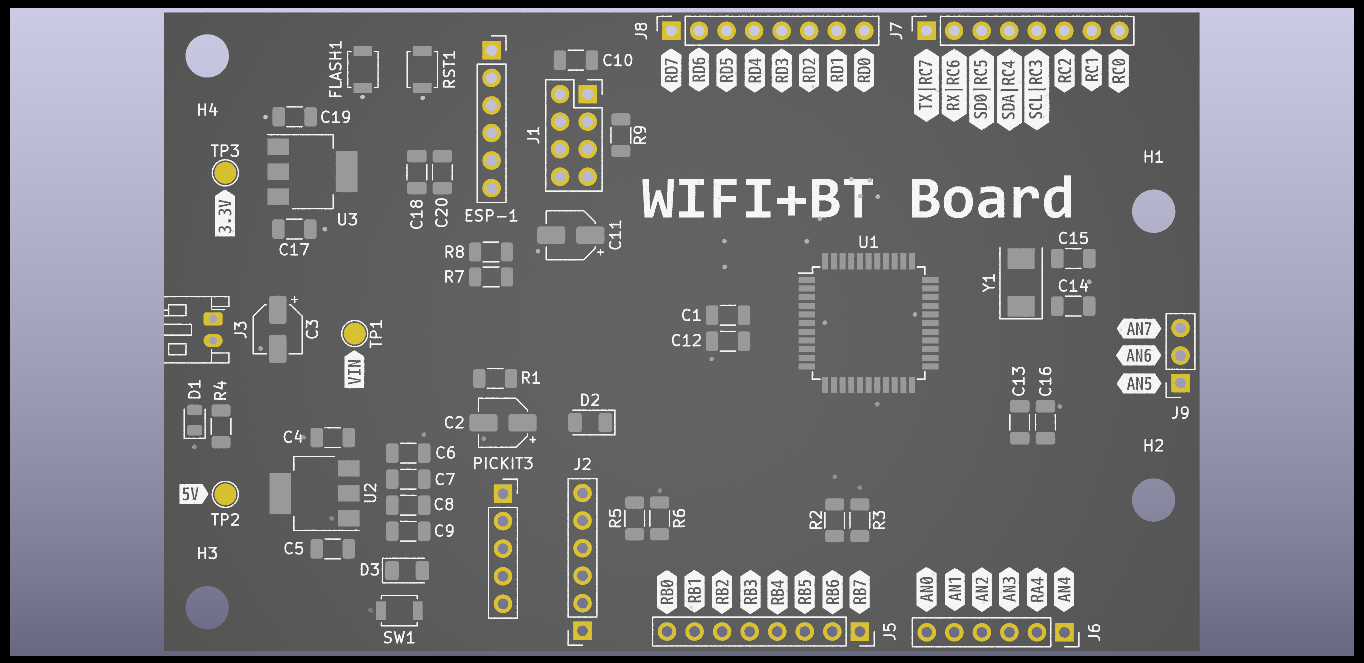 J8
J7
FLASH1
RST1
C10
RD7
RD6
RD5
RD4
RD3
RD2
RD1
RD0
TX|RC7
RX|RC6
SD0|RC5
SDA|RC4
SCL|RC3
RC2
RC1
RC0
H4
C19
J1
R9
TP3
H1
3.3V
U3
C18
C20
ESP-1
WIFI+BT Board
C17
R8
R7
C11
+
U1
C15
Y1
C14
+
J3
C3
TP1
VIN
C1
C12
AN7
AN6
AN5
J9
D1
R4
R1
C13
C16
C2
+
D2
C4
C6
PICKIT3
J2
H2
C7
5V
TP2
U2
C8
C9
R5
R6
R2
R3
H3
C5
D3
SW1
RB0
RB1
RB2
RB3
RB4
RB5
RB6
RB7
AN0
AN1
AN2
AN3
RA4
AN4
J5
J6